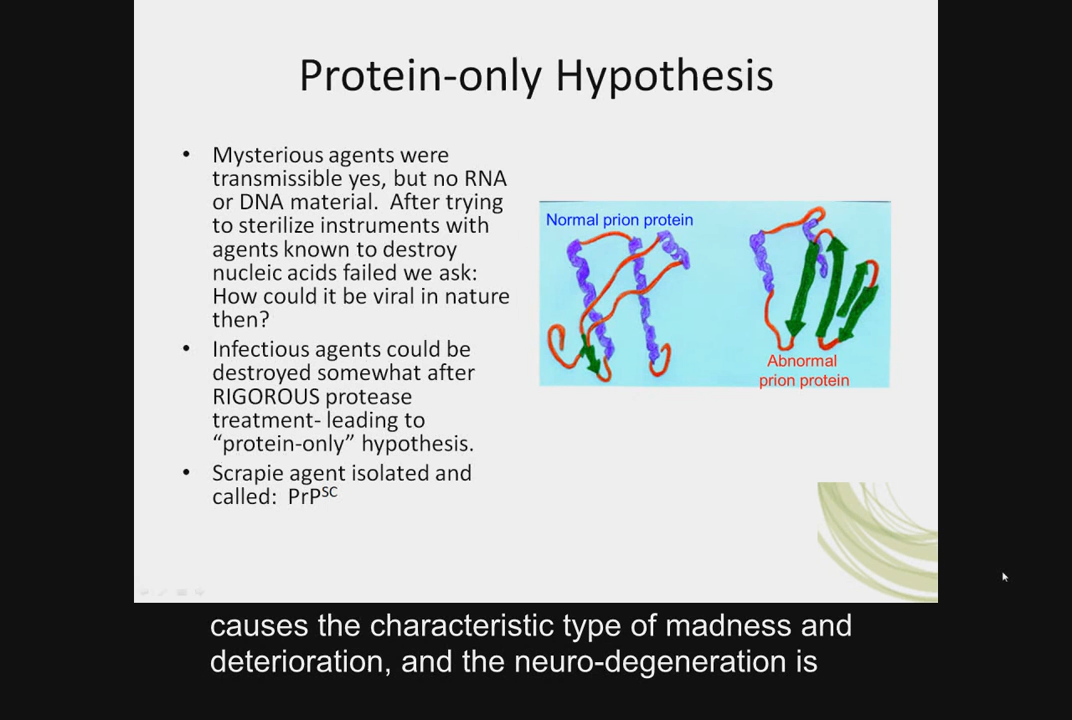 Protein-only Hypothesis
• Mysterious agents were
transmissible yes, but no RNA
or DNA material. After trying
to sterilize instruments with
agents known to destroy
nucleic acids failed we ask:
How could it be viral in nature
then?
• Infectious agents could be
destroyed somewhat after
RIGOROUS protease
treatment- leading to
“protein-only” hypothesis.
• Scrapie agent isolated and
called: PrPSC
Normal prion protein
Abnormal
prion protein
causes the characteristic type of madness and
deterioration, and the neuro-degeneration is